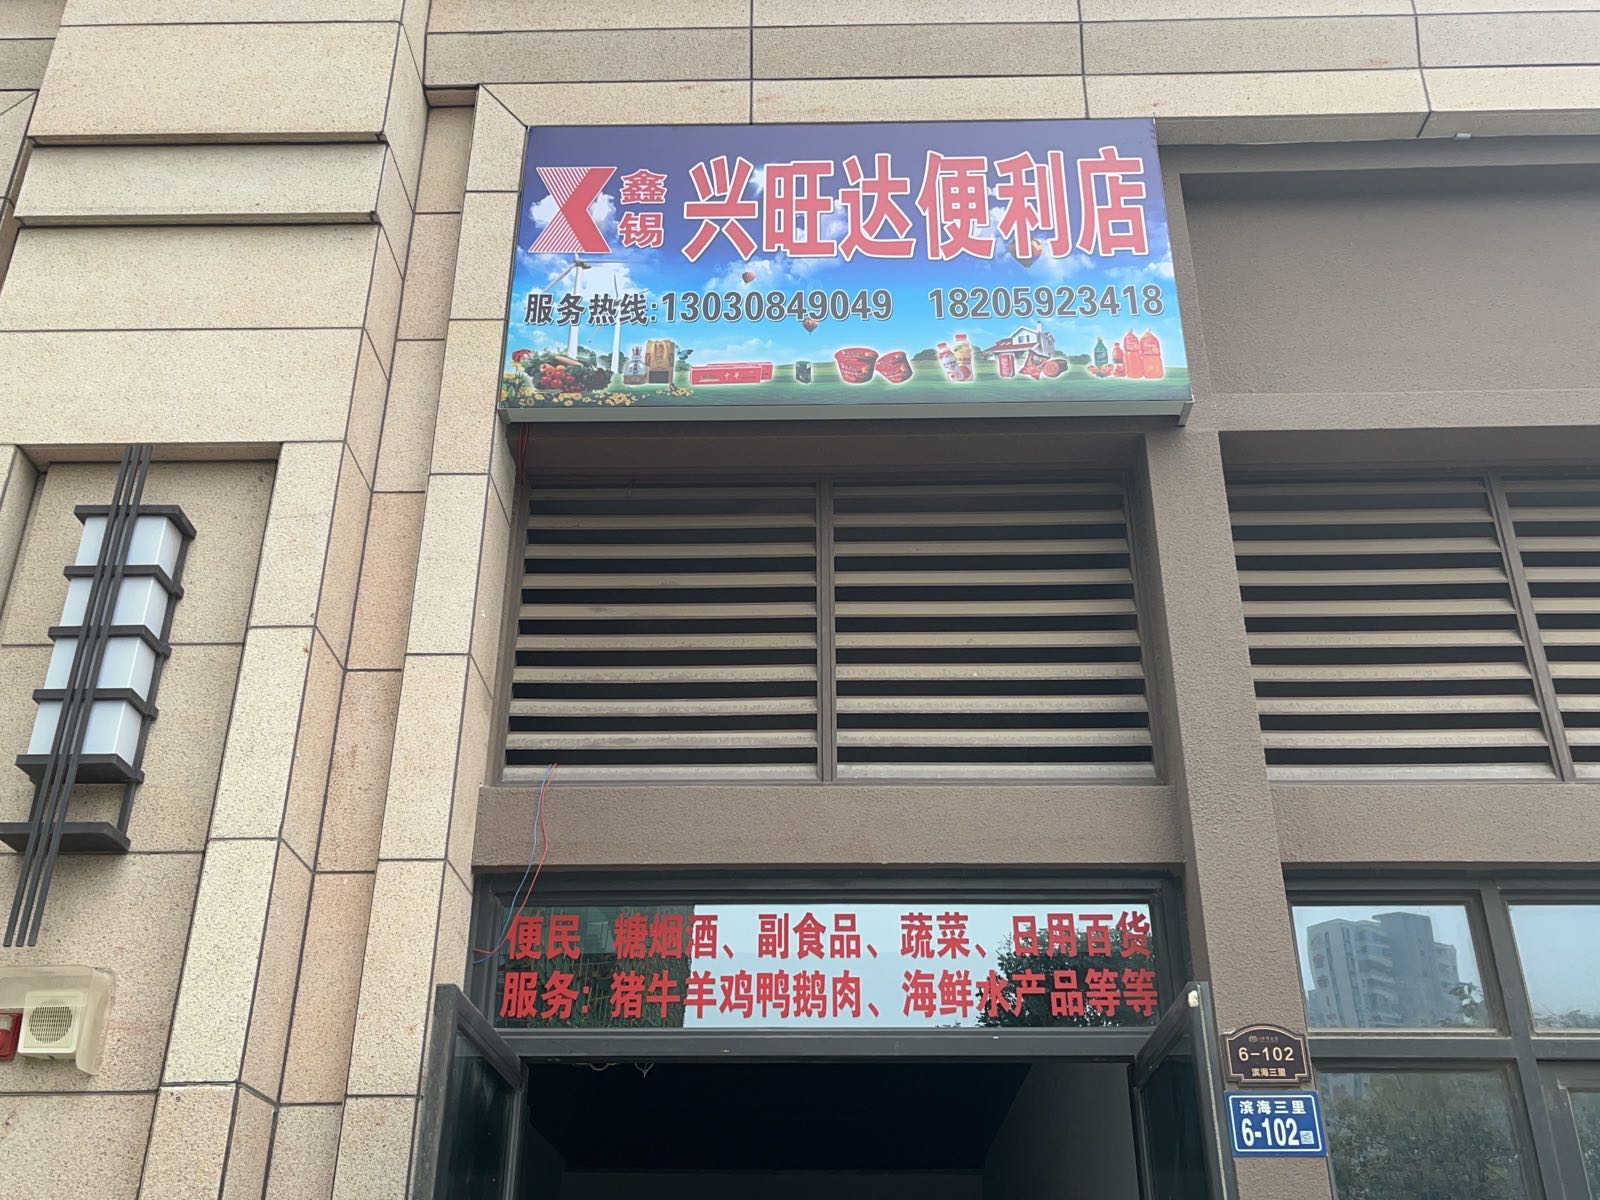 鑫锡
兴旺达便利店
服务热线:13030849049 18205923418
中华
便民 糖烟酒、副食品、蔬菜、日用百货
服务: 猪牛羊鸡鸭鹅肉、海鲜水产品等等
6-102
滨海三里
滨海三里
6-102